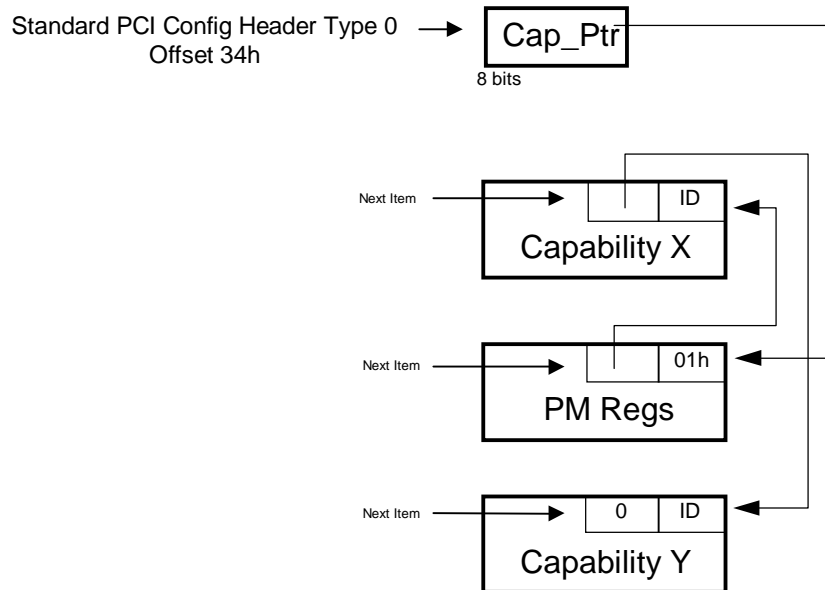 Standard PCI Config Header Type 0
Offset 34h
Cap_Ptr
8 bits
Next Item
ID
Capability X
Next Item
01h
PM Regs
Next Item
0
ID
Capability Y